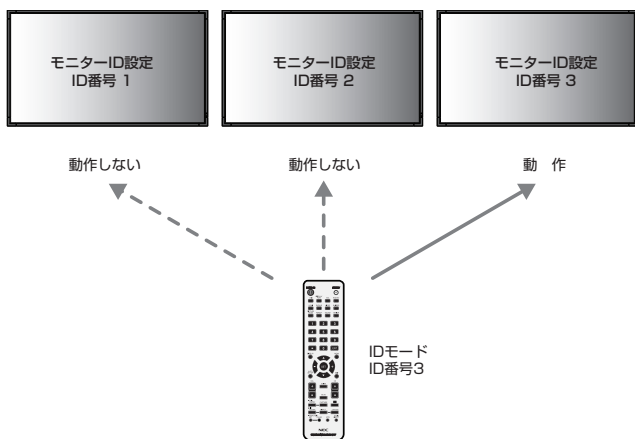 モニターID設定
ID番号 1
モニターID設定
ID番号 2
モニターID設定
ID番号 3
動作しない
動作しない
動　作
IDモード
ID番号3
NEC